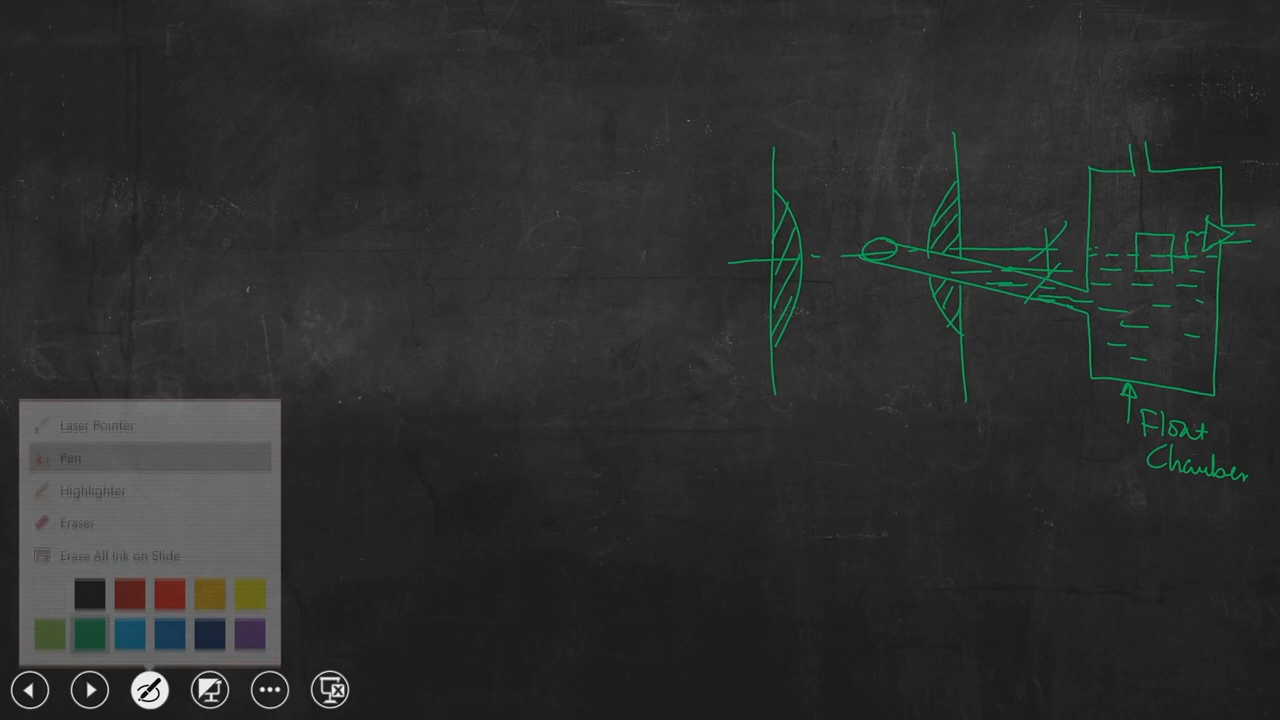 Laser Pointer
Pen
Highlighter
Eraser
Erase All Ink on Slide
Float
Chamber